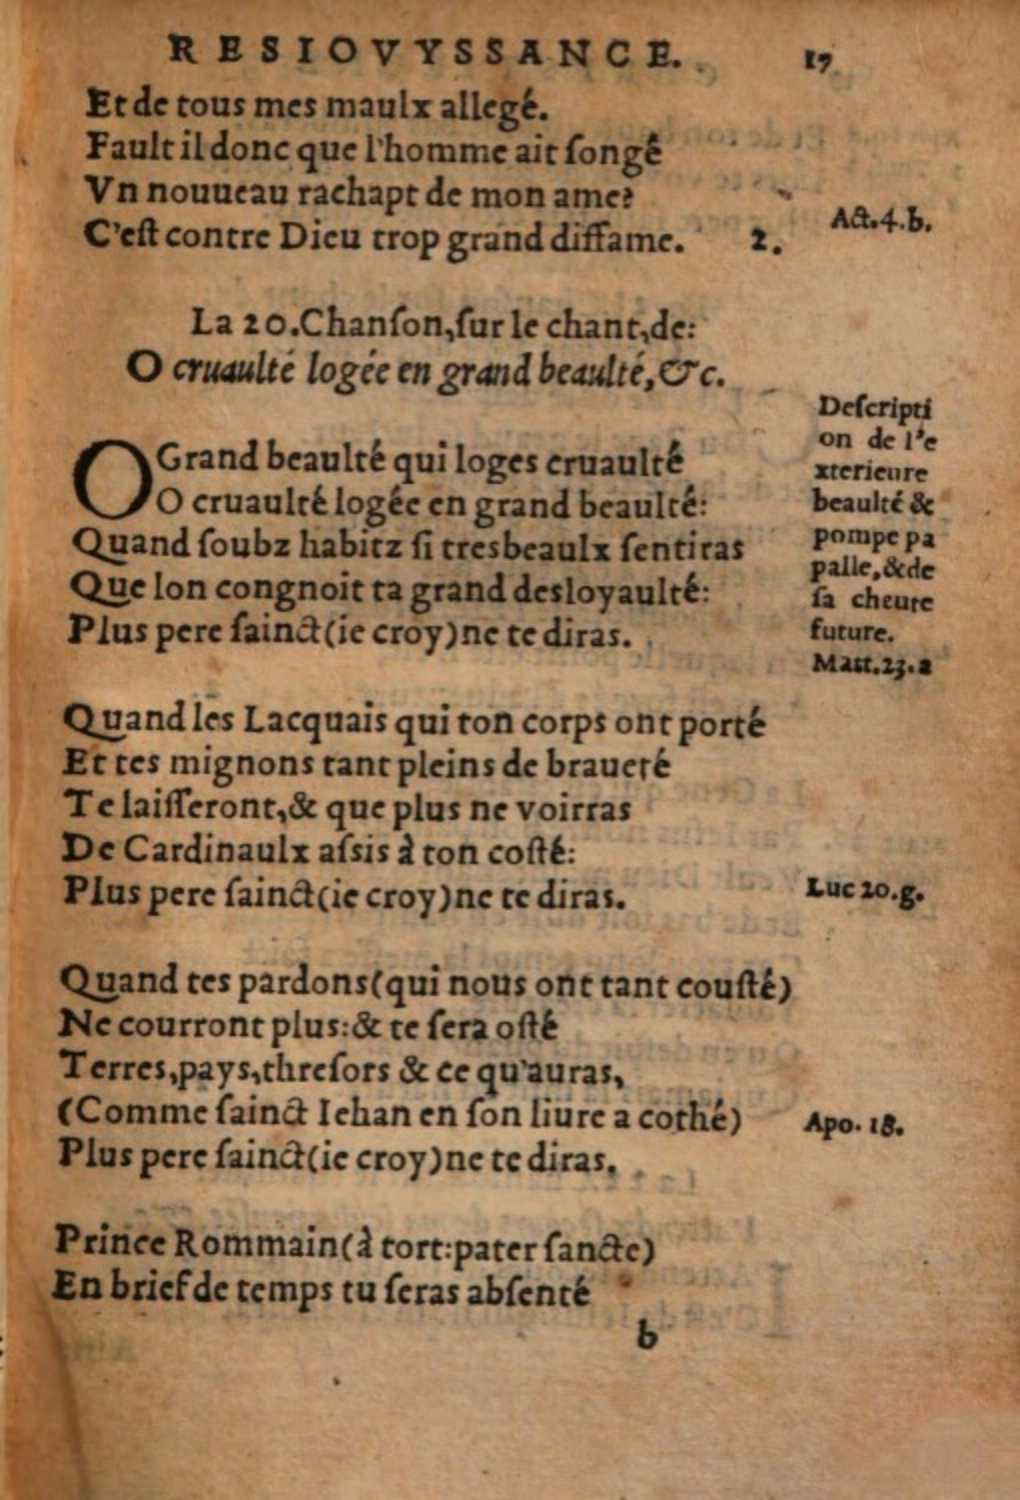 RESIOVYSSANCE. 17
Et de tous mes maulx allegé.
Fault il donc que l'homme ait ſongé
Vn nouueau rachapt de mon ame?
Act.4.b.
C'eſt contre Dieu trop grand diffame. 2.
La 20. Chanſon, ſur le chant, de:
O cruaulté logée en grand beaulté, &c.
Deſcripti
on de l'e
xterieure
beaulté &
pompe pa
palle, & de
ſa cheute
future.
Matt.23.a
O Grand beaulté qui loges cruaulté
O cruaulté logée en grand beaulté:
Quand ſoubz habitz ſi tresbeaulx ſentiras
Que lon congnoit ta grand desloyaulté:
Plus pere ſainct (ie croy) ne te diras.
Quand les Lacquais qui ton corps ont porté
Et tes mignons tant pleins de braueté
Te laiſſeront, & que plus ne voirras
De Cardinaulx aſsis à ton coſté:
Plus pere ſainct (ie croy) ne te diras.
Luc 20.g.
Quand tes pardons (qui nous ont tant couſté)
Ne courront plus: & te ſera oſté
Terres, pays, threſors & ce qu'auras,
(Comme ſainct Iehan en ſon liure a cothé)
Apo. 18.
Plus pere ſainct (ie croy) ne te diras.
Prince Rommain (à tort: pater ſancte)
En brief de temps tu ſeras abſenté
b